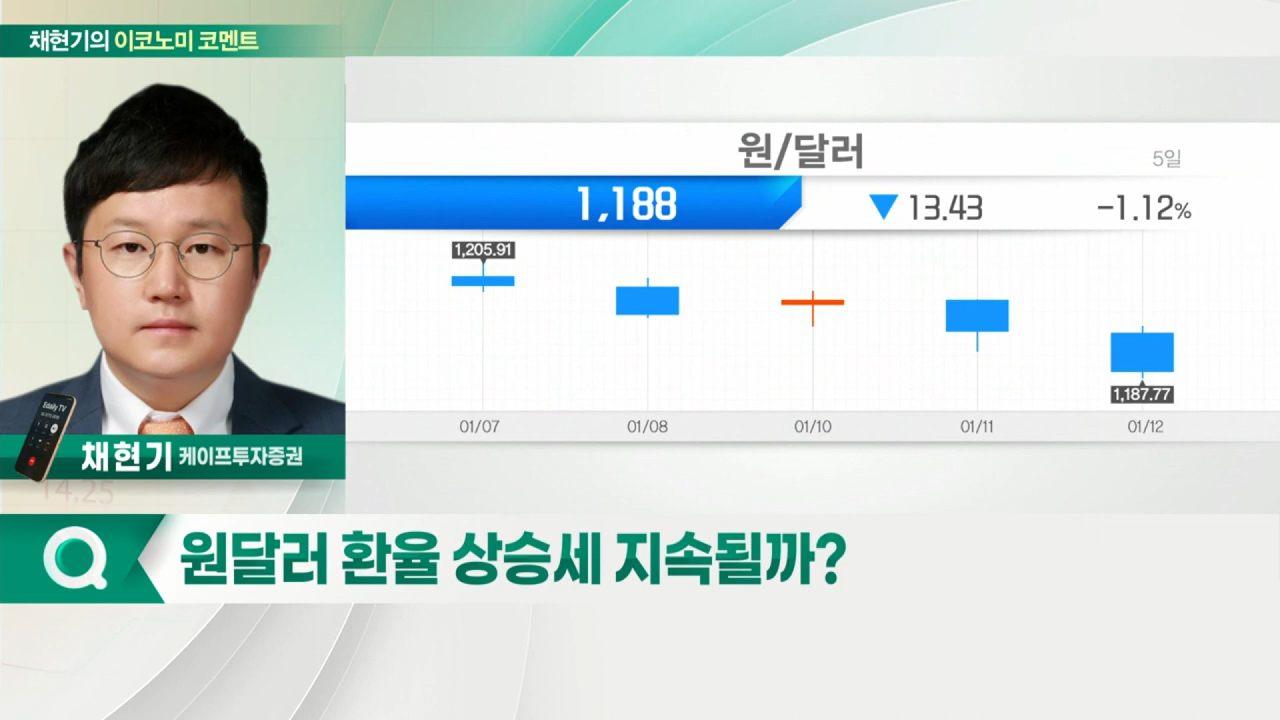 채현기의 이코노미 코멘트
원/달러
5일
1,188
▼ 13.43
-1.12%
1,205.91
1,187.77
01/07
01/08
01/10
01/11
01/12
Edaily TV
채현기 케이프투자증권
14.25
Q
원달러 환율 상승세 지속될까?